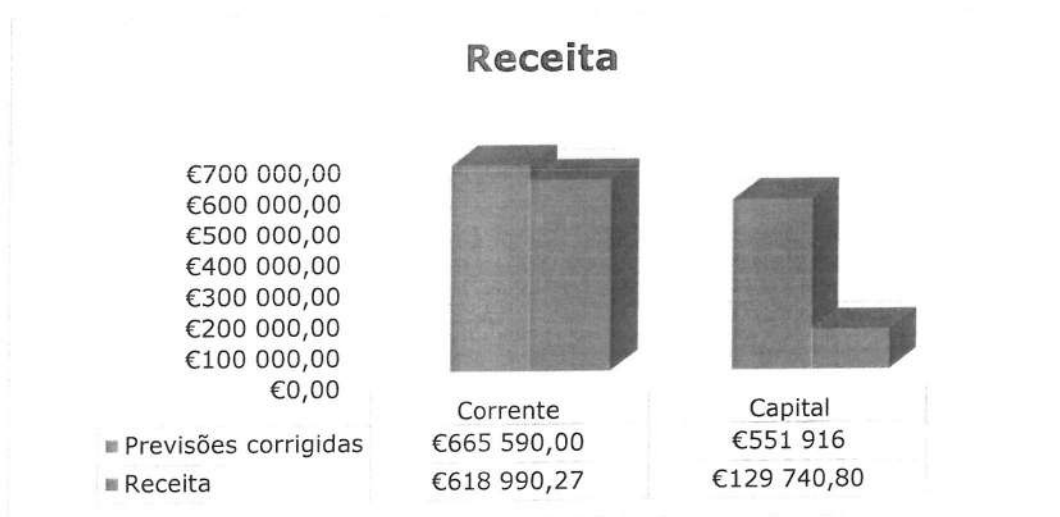 Receita
€700 000,00
€600 000,00
€500 000,00
€400 000,00
€300 000,00
€200 000,00
€100 000,00
€0,00
Corrente Capital
Previsões corrigidas €665 590,00 €551 916
Receita €618 990,27 €129 740,80